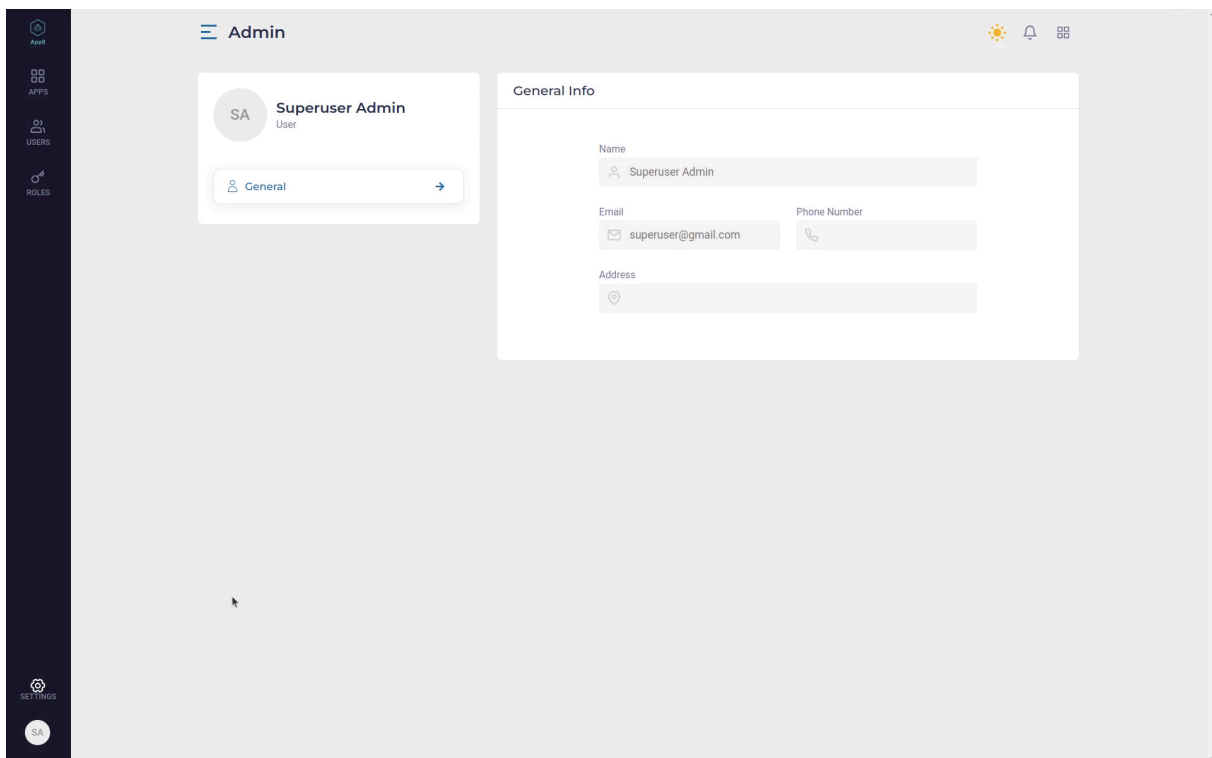 App0
APPS
USERS
ROLES
SETTINGS
SA
Admin
SA
Superuser Admin
User
General
General Info
Name
Superuser Admin
Email
Phone Number
superuser@gmail.com
Address